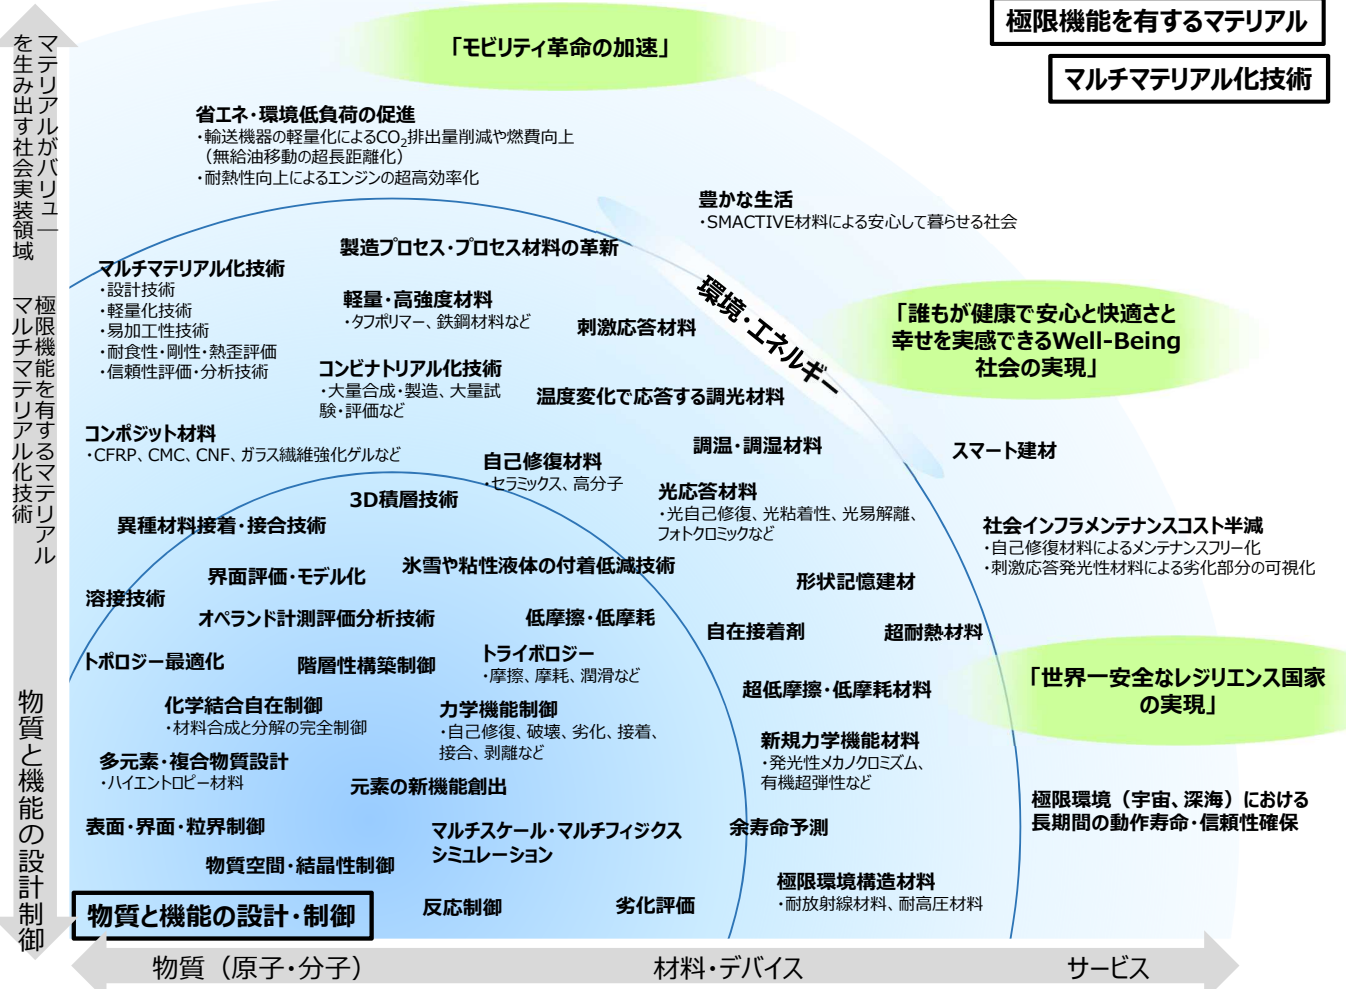 極限機能を有するマテリアル
マルチマテリアル化技術
「モビリティ革命の加速」
マテリアルがバリュー
を生み出す社会実装領域
極限機能を有するマテリアル
マルチマテリアル化技術
物質と機能の設計制御
省エネ・環境低負荷の促進
・輸送機器の軽量化によるCO₂排出量削減や燃費向上
（無給油移動の超長距離化）
・耐熱性向上によるエンジンの超高効率化
豊かな生活
・SMACTIVE材料による安心して暮らせる社会
製造プロセス・プロセス材料の革新
マルチマテリアル化技術
・設計技術
・軽量化技術
・易加工性技術
・耐食性・剛性・熱歪評価
・信頼性評価・分析技術
軽量・高強度材料
・タフポリマー、鉄鋼材料など
刺激応答材料
環境・エネルギー
「誰もが健康で安心と快適さと
幸せを実感できるWell-Being
社会の実現」
コンビナトリアル化技術
・大量合成・製造、大量試
験・評価など
温度変化で応答する調光材料
コンポジット材料
・CFRP、CMC、CNF、ガラス繊維強化ゲルなど
調温・調湿材料
スマート建材
自己修復材料
・セラミックス、高分子
3D積層技術
光応答材料
・光自己修復、光粘着性、光易解離、
フォトクロミックなど
異種材料接着・接合技術
社会インフラメンテナンスコスト半減
・自己修復材料によるメンテナンスフリー化
・刺激応答発光性材料による劣化部分の可視化
氷雪や粘性液体の付着低減技術
界面評価・モデル化
形状記憶建材
溶接技術
オペランド計測評価分析技術
低摩擦・低摩耗
自在接着剤
超耐熱材料
トポロジー最適化
階層性構築制御
トライボロジー
・摩擦、摩耗、潤滑など
超低摩擦・低摩耗材料
「世界一安全なレジリエンス国家
の実現」
化学結合自在制御
・材料合成と分解の完全制御
力学機能制御
・自己修復、破壊、劣化、接着、
接合、剥離など
新規力学機能材料
・発光性メカノクロミズム、
有機超弾性など
多元素・複合物質設計
・ハイエントロピー材料
元素の新機能創出
極限環境（宇宙、深海）における
長期間の動作寿命・信頼性確保
表面・界面・粒界制御
マルチスケール・マルチフィジクス
シミュレーション
余寿命予測
物質空間・結晶性制御
極限環境構造材料
・耐放射線材料、耐高圧材料
物質と機能の設計・制御
反応制御
劣化評価
物質（原子・分子）
材料・デバイス
サービス